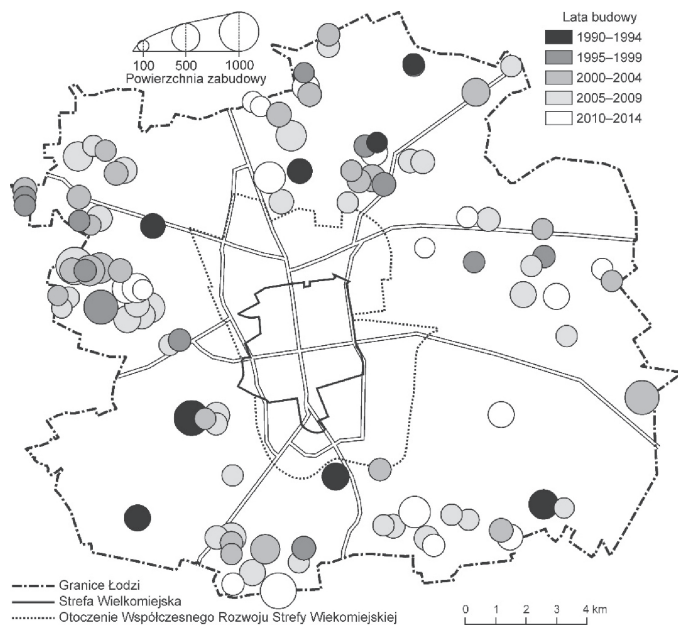 100 500 1000
Powierzchnia zabudowy
Lata budowy
1990–1994
1995–1999
2000–2004
2005–2009
2010–2014
Granice Łodzi
Strefa Wielkomiejska
Otoczenie Współczesnego Rozwoju Strefy Wiekomiejskiej
0 1 2 3 4 km